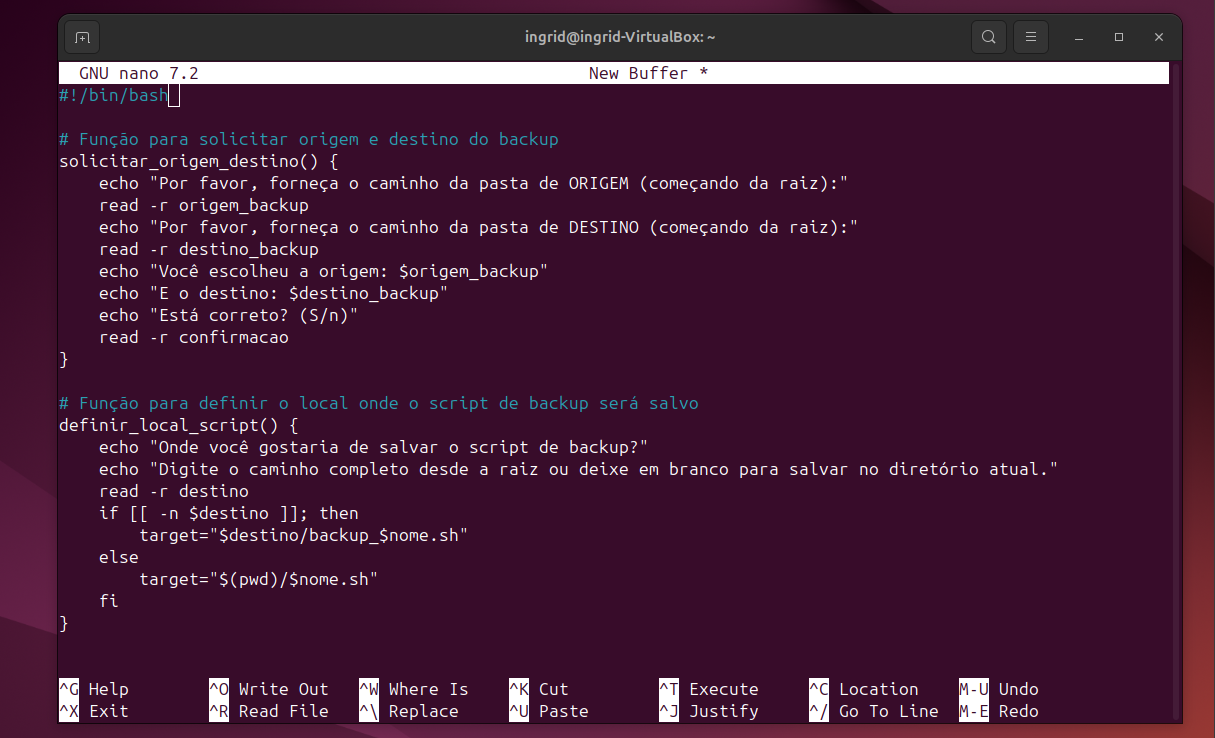 ingrid@ingrid-VirtualBox: ~
GNU nano 7.2 New Buffer *
#!/bin/bash

# Função para solicitar origem e destino do backup
solicitar_origem_destino() {
    echo "Por favor, forneça o caminho da pasta de ORIGEM (começando da raiz):"
    read -r origem_backup
    echo "Por favor, forneça o caminho da pasta de DESTINO (começando da raiz):"
    read -r destino_backup
    echo "Você escolheu a origem: $origem_backup"
    echo "E o destino: $destino_backup"
    echo "Está correto? (S/n)"
    read -r confirmacao
}

# Função para definir o local onde o script de backup será salvo
definir_local_script() {
    echo "Onde você gostaria de salvar o script de backup?"
    echo "Digite o caminho completo desde a raiz ou deixe em branco para salvar no diretório atual."
    read -r destino
    if [[ -n $destino ]]; then
        target="$destino/backup_$nome.sh"
    else
        target="$(pwd)/$nome.sh"
    fi
}

^G Help ^O Write Out ^W Where Is ^K Cut ^T Execute ^C Location M-U Undo
^X Exit ^R Read File ^\ Replace ^U Paste ^J Justify ^/ Go To Line M-E Redo